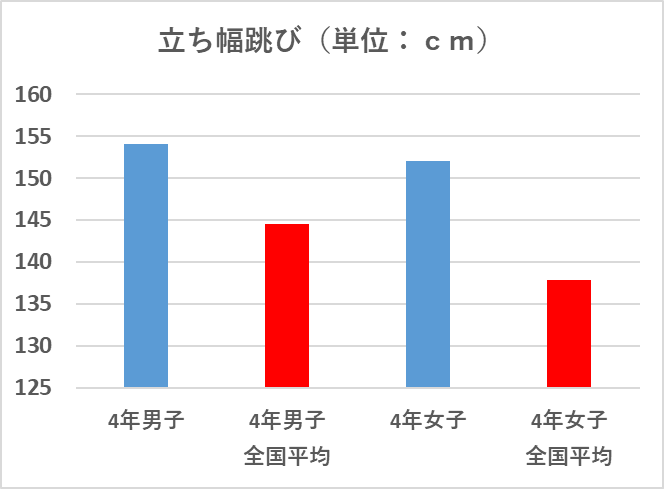 立ち幅跳び（単位：ｃｍ）
160
155
150
145
140
135
130
125
4年男子
4年男子
全国平均
4年女子
4年女子
全国平均